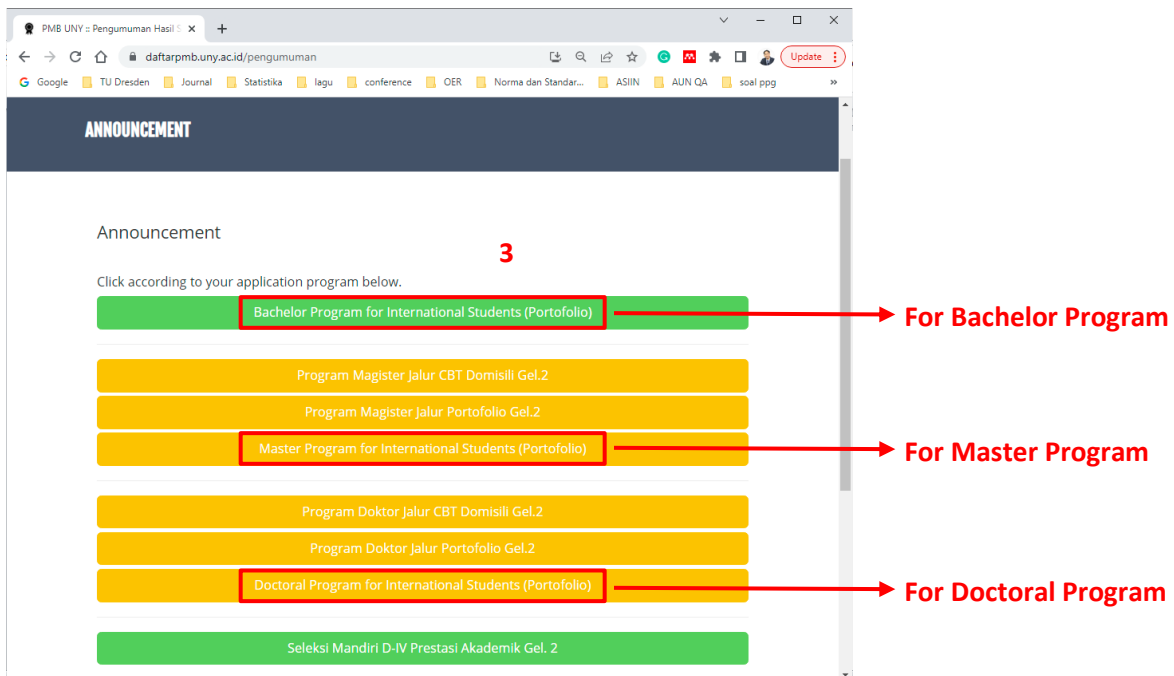 PMB UNY :: Pengumuman Hasil S
daftarpmb.uny.ac.id/pengumuman
Update
Google TU Dresden Journal Statistika lagu conference OER Norma dan Standar... ASIIN AUN QA soal ppg »
ANNOUNCEMENT
Announcement
3
Click according to your application program below.
Bachelor Program for International Students (Portofolio)
For Bachelor Program
Program Magister Jalur CBT Domisili Gel.2
Program Magister Jalur Portofolio Gel.2
Master Program for International Students (Portofolio)
For Master Program
Program Doktor Jalur CBT Domisili Gel.2
Program Doktor Jalur Portofolio Gel.2
Doctoral Program for International Students (Portofolio)
For Doctoral Program
Seleksi Mandiri D-IV Prestasi Akademik Gel. 2